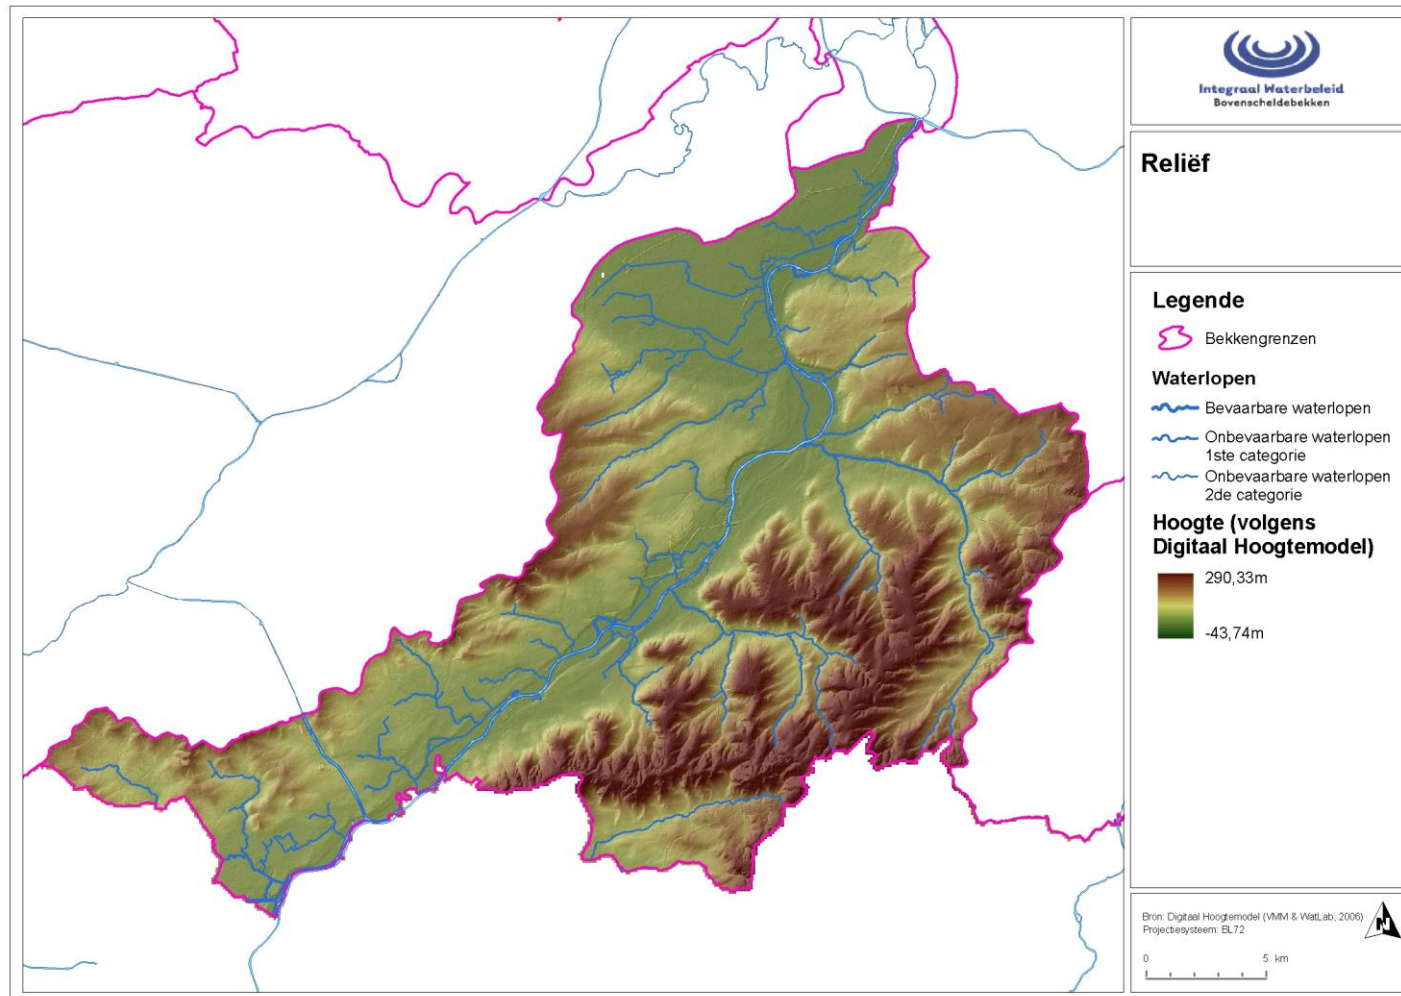 Integraal Waterbeleid
Bovenscheldebekken
Reliëf
Legende
Bekkengrenzen
Waterlopen
Bevaarbare waterlopen
Onbevaarbare waterlopen
1ste categorie
Onbevaarbare waterlopen
2de categorie
Hoogte (volgens
Digitaal Hoogtemodel)
290,33m
-43,74m
Bron: Digitaal Hoogtemodel (VMM & WatLab, 2006)
Projectiesysteem: BL72
N
0 5 km